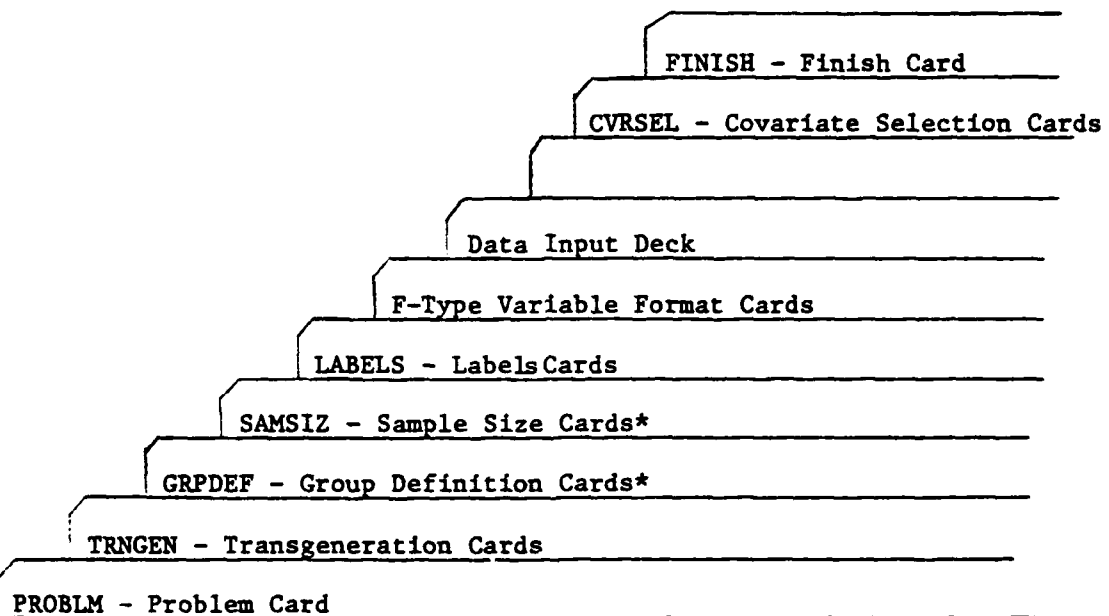 FINISH - Finish Card
CVRSEL - Covariate Selection Cards
Data Input Deck
F-Type Variable Format Cards
LABELS - Labels Cards
SAMSIZ - Sample Size Cards*
GRPDEF - Group Definition Cards*
TRNGEN - Transgeneration Cards
PROBLM - Problem Card